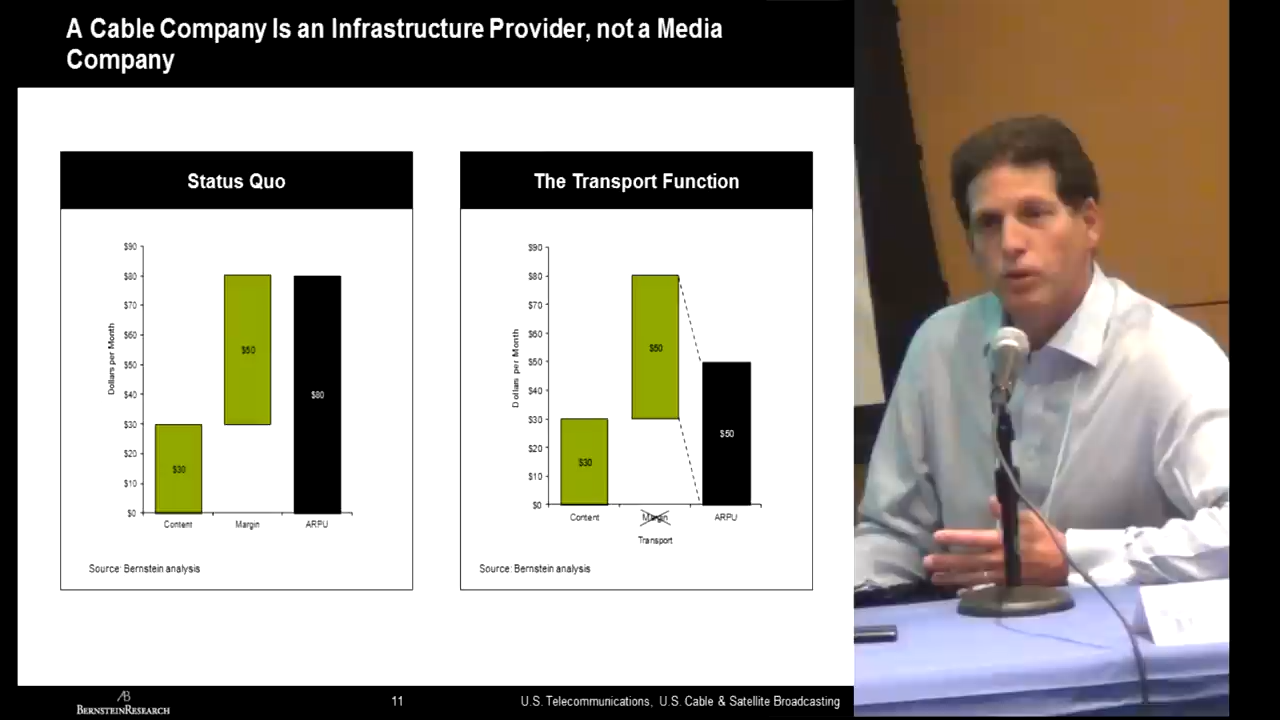 A Cable Company Is an Infrastructure Provider, not a Media
Company
Status Quo
$90
$80
$70
$60
$50
$40
$30
$20
$10
$0
Dollars per Month
$30
$50
$80
Content
Margin
ARPU
Source: Bernstein analysis
The Transport Function
$90
$80
$70
$60
$50
$40
$30
$20
$10
$0
Dollars per Month
$30
$50
$50
Content
Margin
ARPU
Transport
Source: Bernstein analysis
AB
BERNSTEINRESEARCH
11
U.S. Telecommunications, U.S. Cable & Satellite Broadcasting